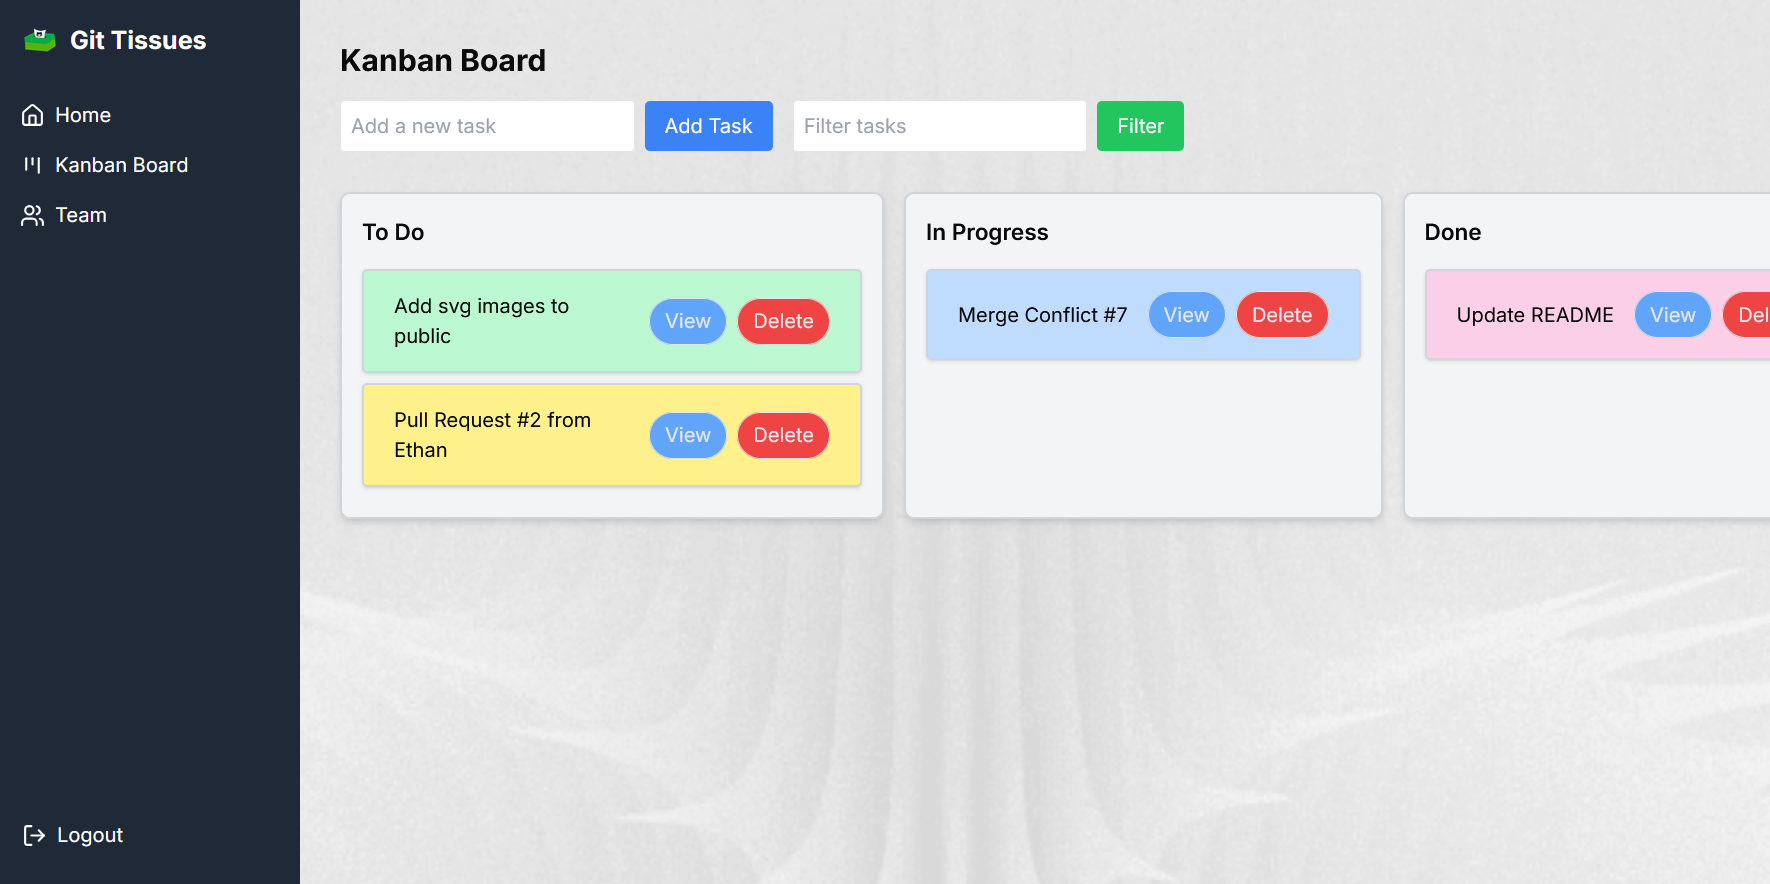 Git Tissues
Home
Kanban Board
Team
Logout
Kanban Board
Add a new task
Add Task
Filter tasks
Filter
To Do
Add svg images to
public
View
Delete
Pull Request #2 from
Ethan
View
Delete
In Progress
Merge Conflict #7
View
Delete
Done
Update README
View
Del